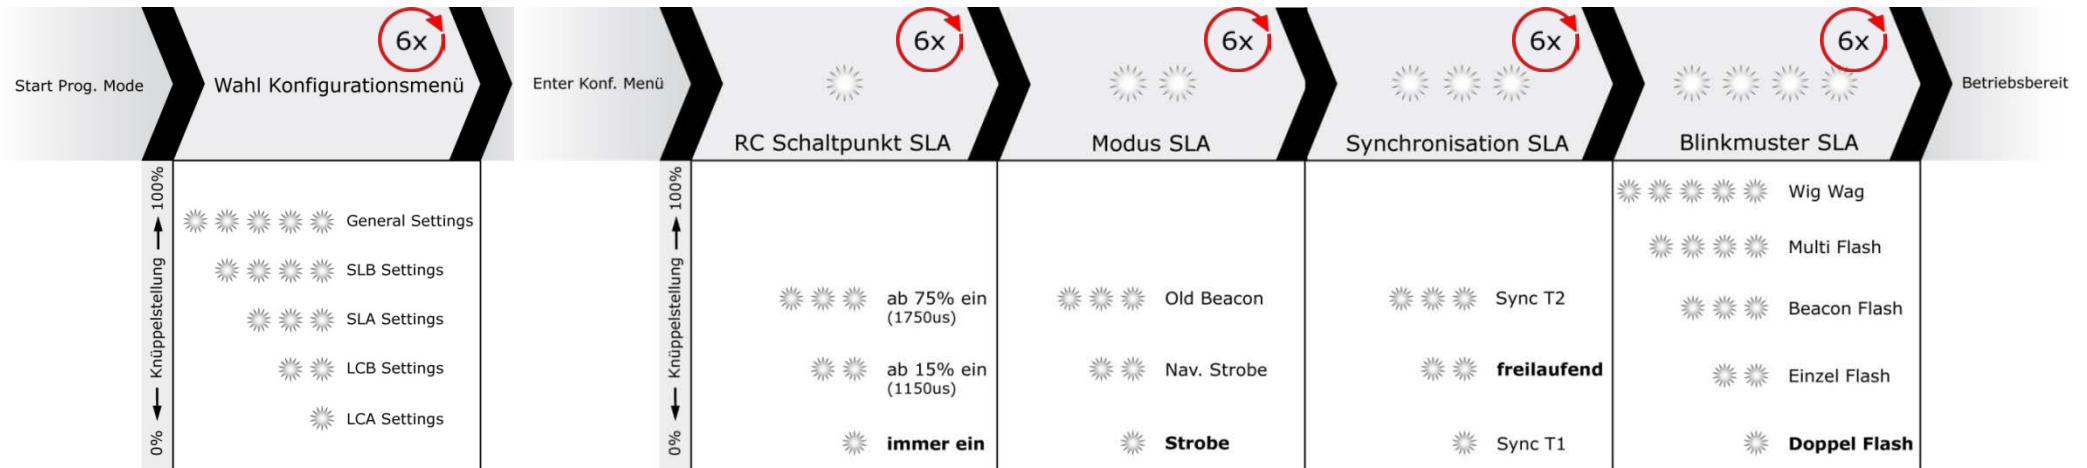 Start Prog. Mode
Wahl Konfigurationsmenü
6x
Enter Konf. Menü
6x
RC Schaltpunkt SLA
6x
Modus SLA
6x
Synchronisation SLA
6x
Blinkmuster SLA
Betriebsbereit
0% Knüppelstellung 100%
General Settings
SLB Settings
SLA Settings
LCB Settings
LCA Settings
0% Knüppelstellung 100%
ab 75% ein
(1750us)
ab 15% ein
(1150us)
immer ein
Old Beacon
Nav. Strobe
Strobe
Sync T2
freilaufend
Sync T1
Wig Wag
Multi Flash
Beacon Flash
Einzel Flash
Doppel Flash